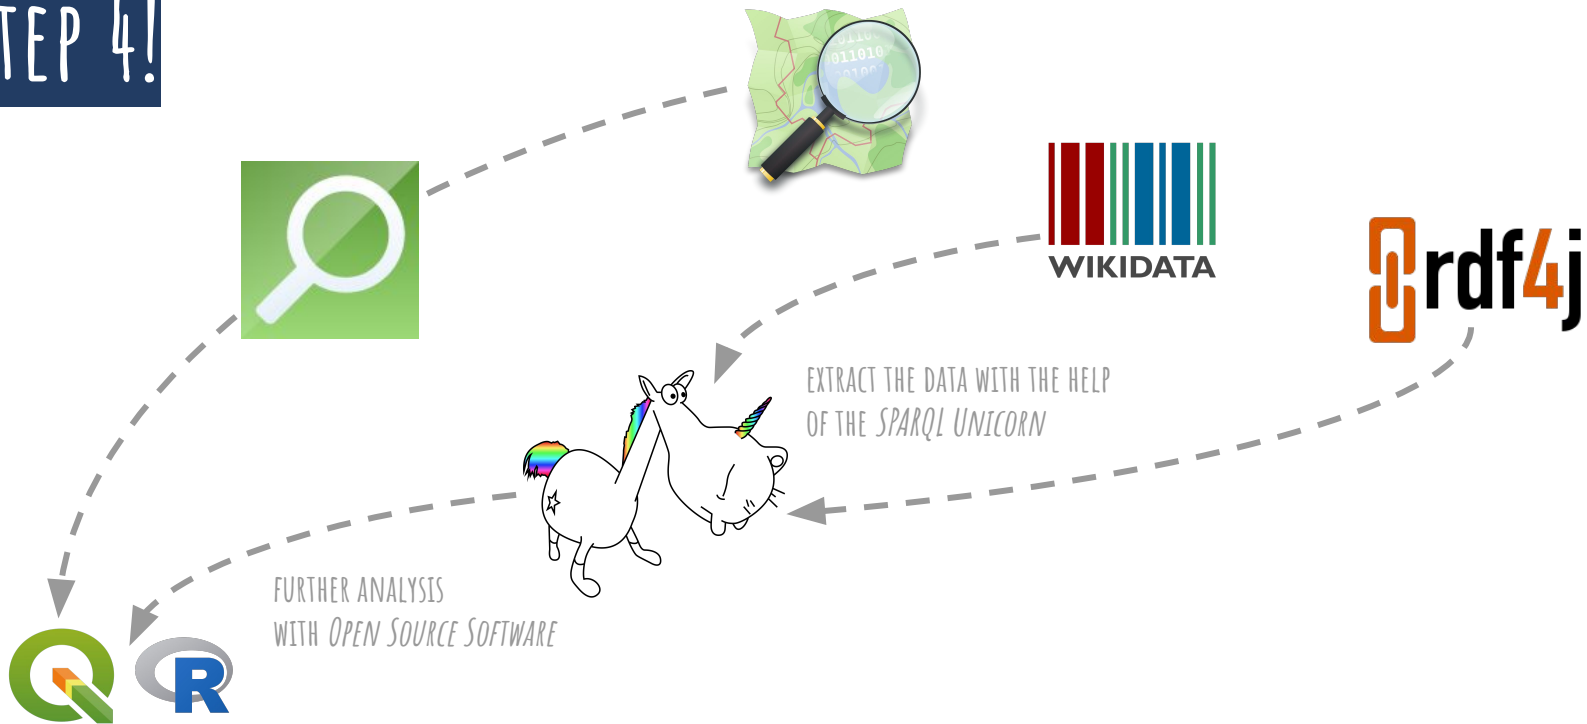 TEP 4!
011010
WIKIDATA
rdf4j
EXTRACT THE DATA WITH THE HELP
OF THE SPARQL UNICORN
FURTHER ANALYSIS
WITH OPEN SOURCE SOFTWARE
R